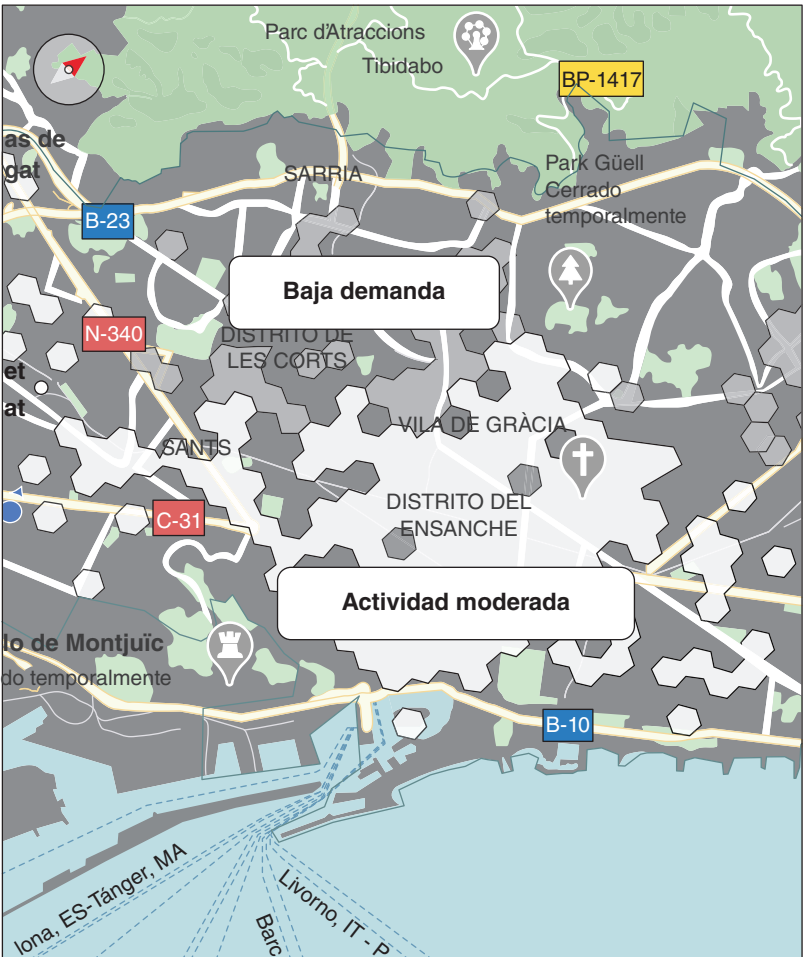 Parc d'Atraccions
Tibidabo
BP-1417
as de
gat
SARRIA
Park Güell
Cerrado
temporalmente
B-23
Baja demanda
N-340
DISTRITO DE
LES CORTS
et
at
VILA DE GRÀCIA
SANTS
DISTRITO DEL
ENSANCHE
C-31
Actividad moderada
lo de Montjuïc
do temporalmente
B-10
lona, ES-Tánger, MA
Livorno, IT - P
Barc